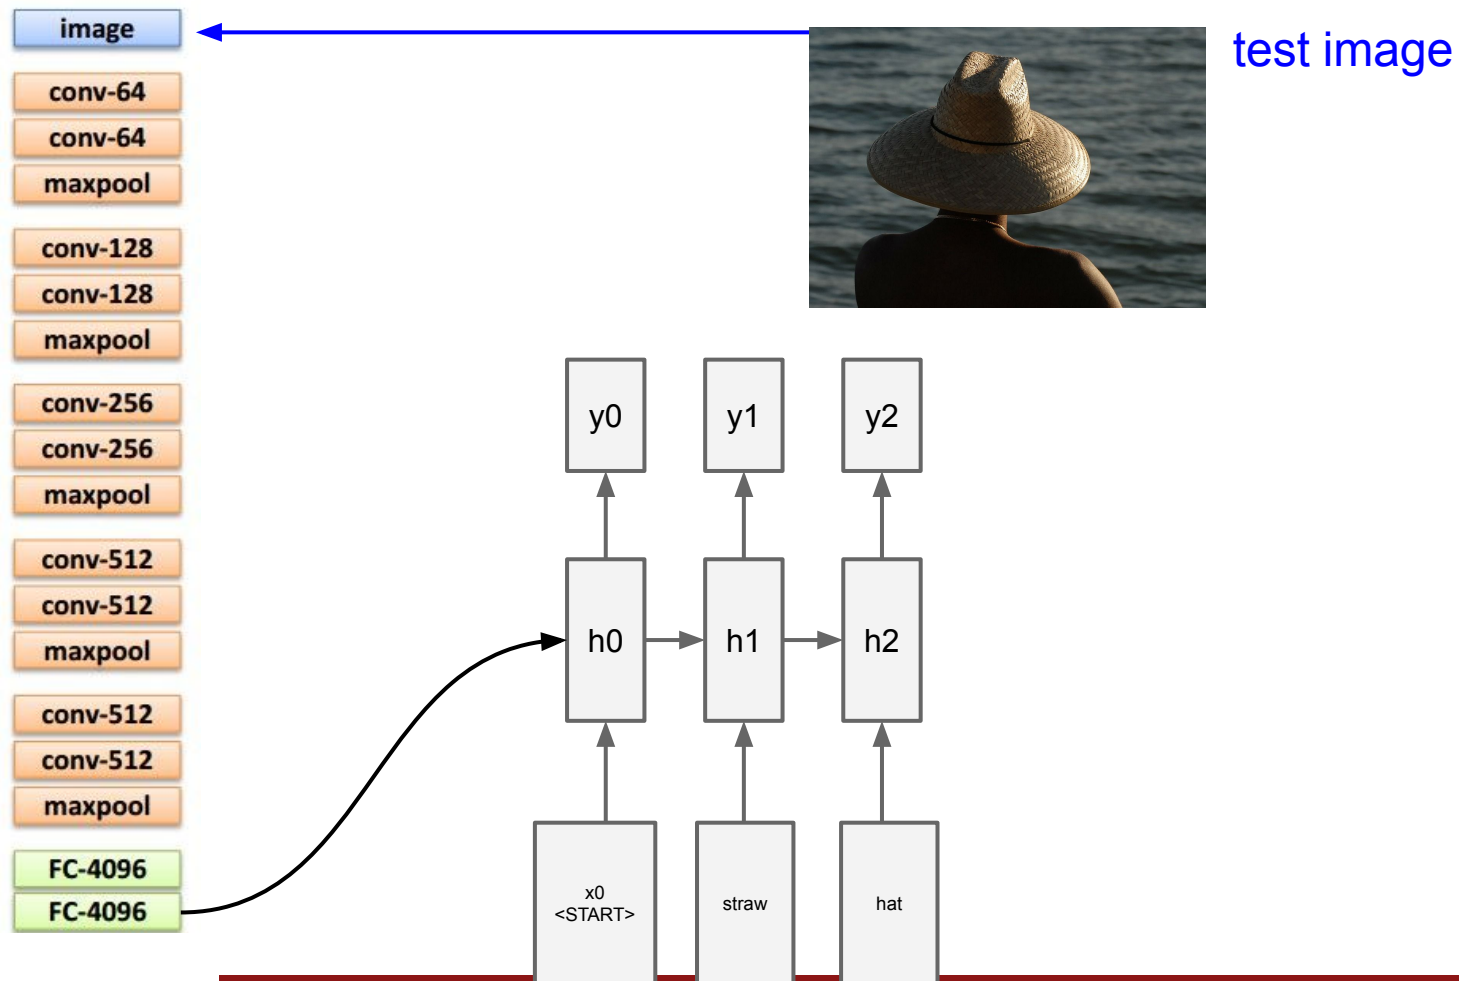 image
conv-64
conv-64
maxpool
conv-128
conv-128
maxpool
conv-256
conv-256
maxpool
conv-512
conv-512
maxpool
conv-512
conv-512
maxpool
FC-4096
FC-4096
test image
y0
y1
y2
h0
h1
h2
x0
<START>
straw
hat